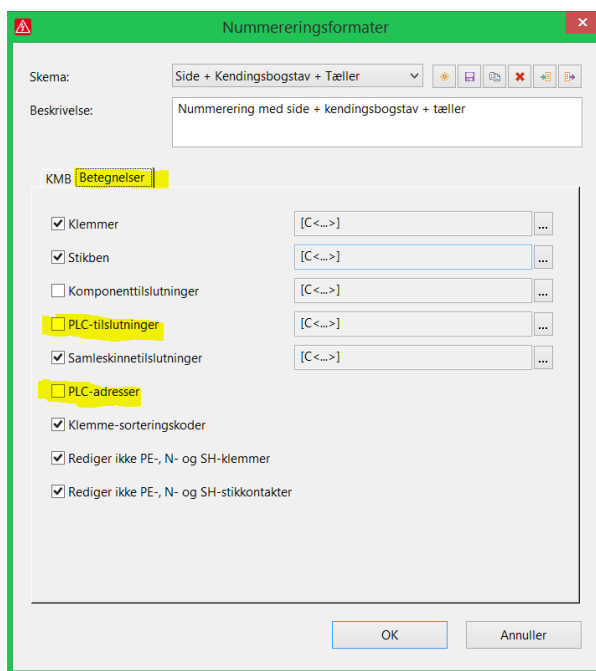 Nummereringsformater
Skema: Side + Kendingsbogstav + Tæller
Beskrivelse: Nummerering med side + kendingsbogstav + tæller
KMB Betegnelser
Klemmer [C<...>] ...
Stikben [C<...>] ...
Komponenttilslutninger [C<...>] ...
PLC-tilslutninger [C<...>] ...
Samleskinnetilslutninger [C<...>] ...
PLC-adresser
Klemme-sorteringskoder
Rediger ikke PE-, N- og SH-klemmer
Rediger ikke PE-, N- og SH-stikkontakter
OK Annuller